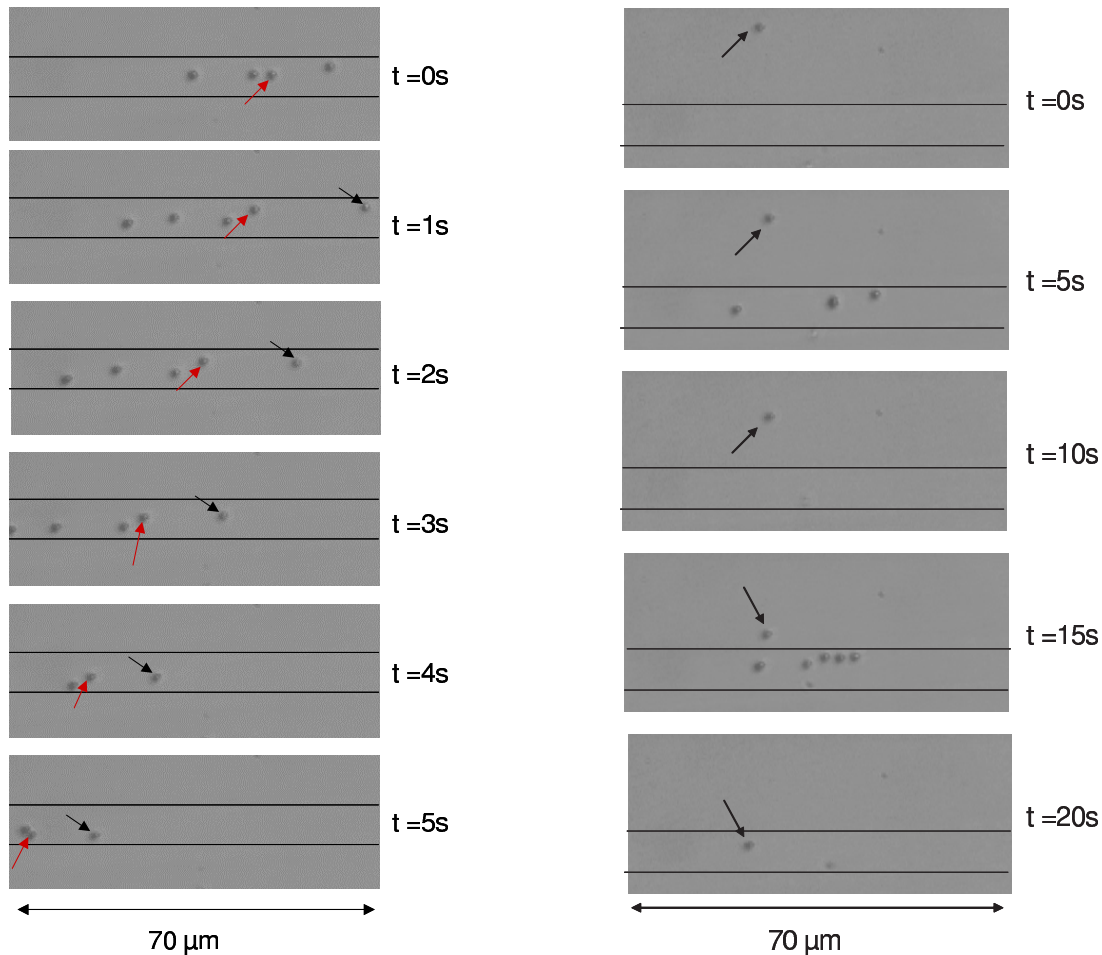 t =0s
t =1s
t =2s
t =3s
t =4s
t =5s
70 µm
t =0s
t =5s
t =10s
t =15s
t =20s
70 µm